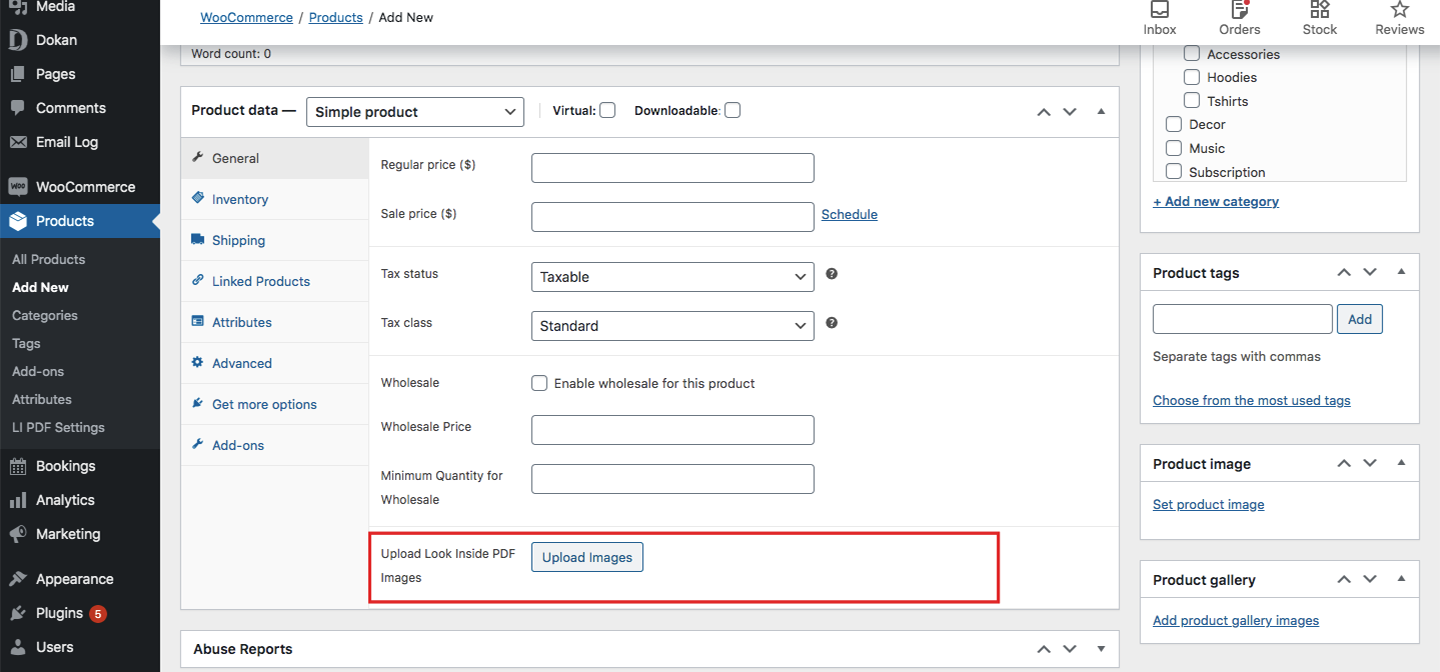 Media
Dokan
Pages
Comments
Email Log
WOO WooCommerce
Products
All Products
Add New
Categories
Tags
Add-ons
Attributes
LI PDF Settings
Bookings
Analytics
Marketing
Appearance
Plugins 5
Users
WooCommerce / Products / Add New
Inbox Orders Stock Reviews
Word count: 0
Product data — Simple product Virtual: Downloadable:
General
Inventory
Shipping
Linked Products
Attributes
Advanced
Get more options
Add-ons
Regular price ($)
Sale price ($) Schedule
Tax status Taxable ?
Tax class Standard ?
Wholesale Enable wholesale for this product
Wholesale Price
Minimum Quantity for
Wholesale
Upload Look Inside PDF
Images
Upload Images
Abuse Reports
Accessories
Hoodies
Tshirts
Decor
Music
Subscription
+ Add new category
Product tags
Add
Separate tags with commas
Choose from the most used tags
Product image
Set product image
Product gallery
Add product gallery images